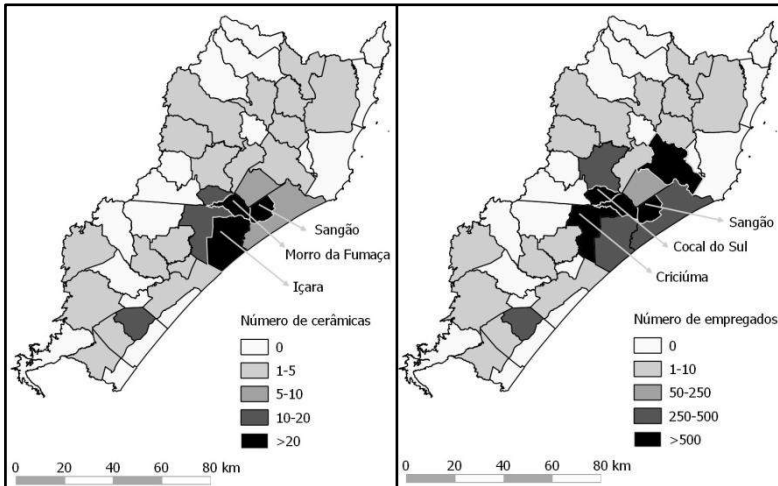 Sangão
Morro da Fumaça
Içara
Número de cerâmicas
0
1-5
5-10
10-20
>20
0 20 40 60 80 km
Sangão
Cocal do Sul
Criciúma
Número de empregados
0
1-10
50-250
250-500
>500
0 20 40 60 80 km